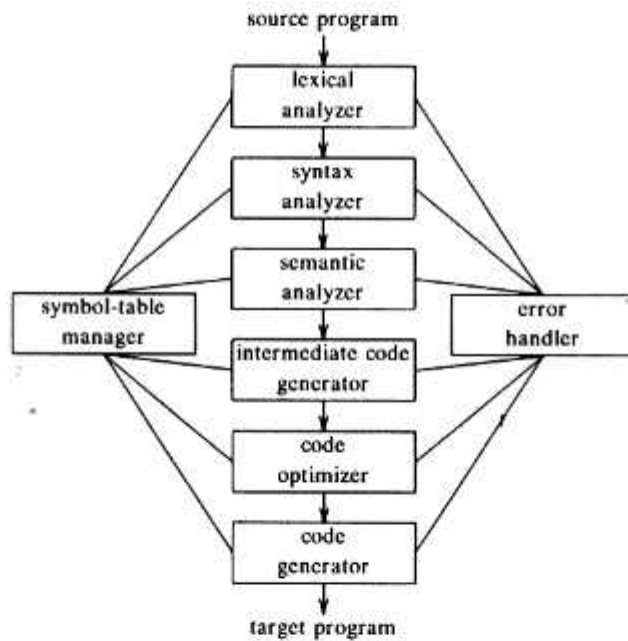 source program
lexical
analyzer
syntax
analyzer
semantic
analyzer
symbol-table
manager
error
handler
intermediate code
generator
code
optimizer
code
generator
target program